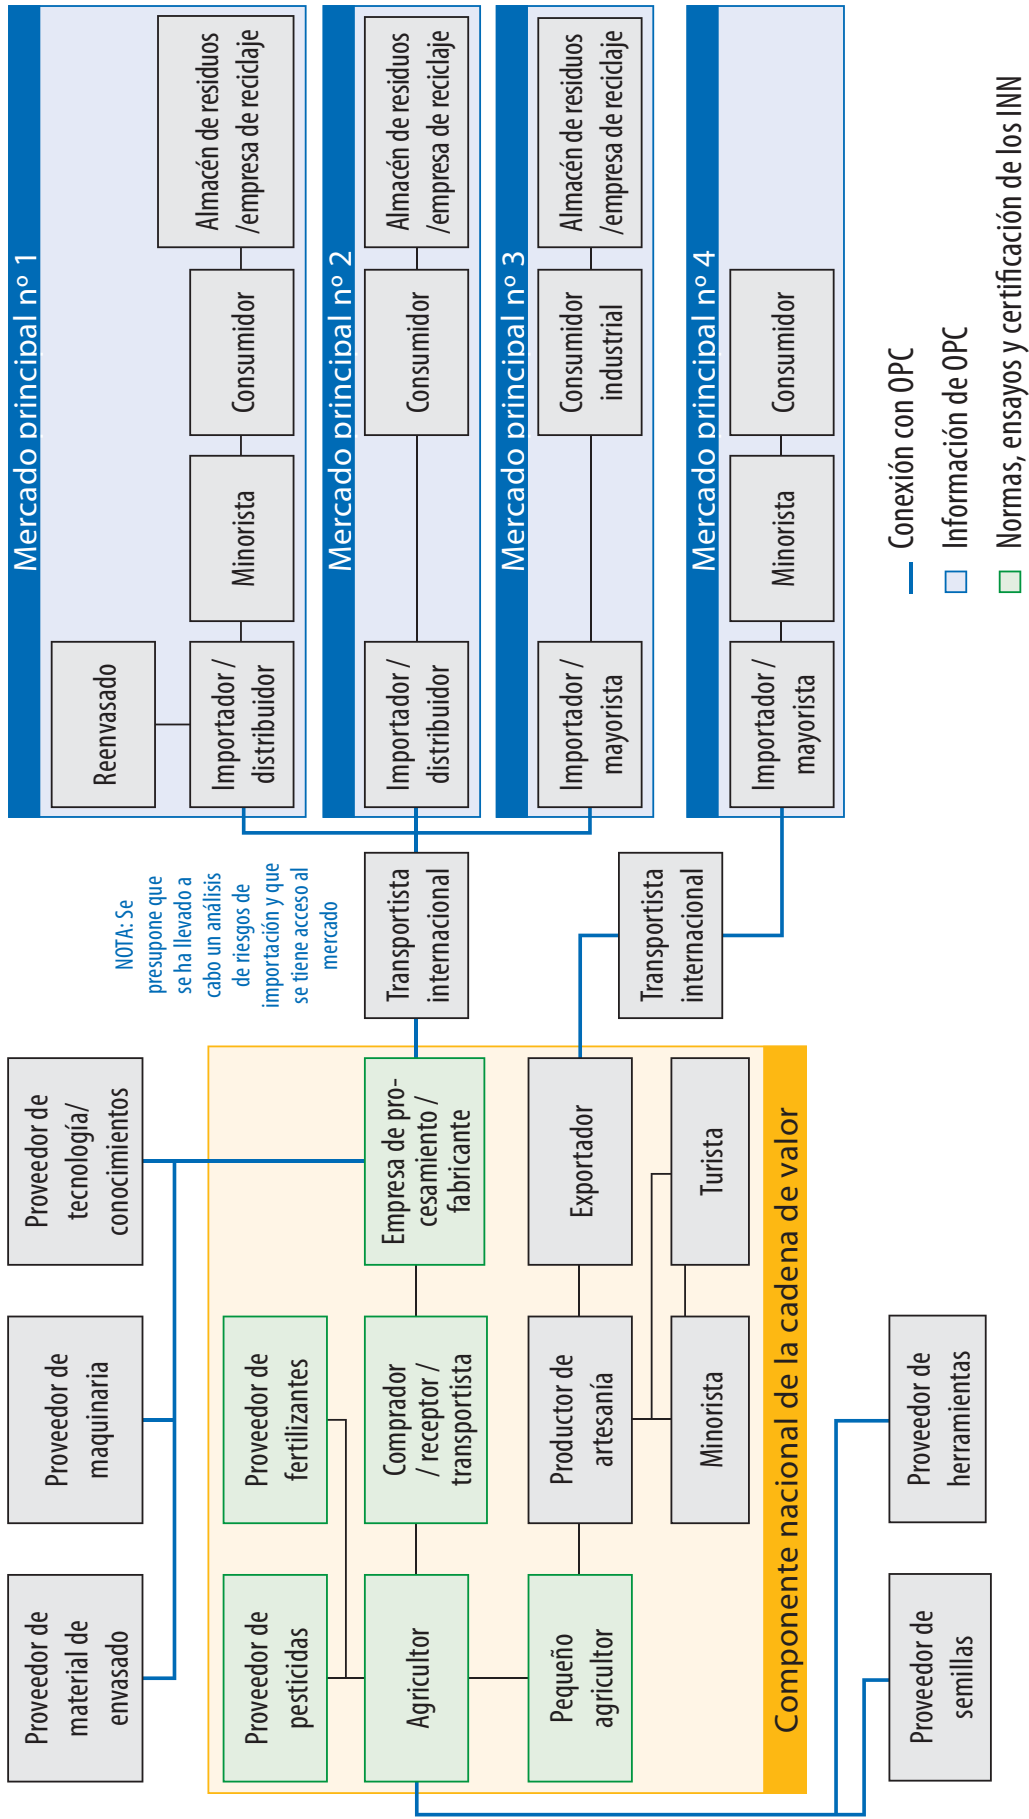 Proveedor de
material de
envasado
Proveedor de
maquinaria
Proveedor de
tecnología/
conocimientos
Proveedor de
pesticidas
Proveedor de
fertilizantes
Agricultor
Comprador
/ receptor /
transportista
Empresa de pro-
cesamiento /
fabricante
Pequeño
agricultor
Productor de
artesanía
Exportador
Minorista
Turista
Componente nacional de la cadena de valor
Proveedor de
semillas
Proveedor de
herramientas
NOTA: Se
presupone que
se ha llevado a
cabo un análisis
de riesgos de
importación y que
se tiene acceso al
mercado
Transportista
internacional
Transportista
internacional
Mercado principal nº 1
Reenvasado
Importador /
distribuidor
Minorista
Consumidor
Almacén de residuos
/empresa de reciclaje
Mercado principal nº 2
Importador /
distribuidor
Consumidor
Almacén de residuos
/empresa de reciclaje
Mercado principal nº 3
Importador /
mayorista
Consumidor
industrial
Almacén de residuos
/empresa de reciclaje
Mercado principal nº 4
Importador /
mayorista
Minorista
Consumidor
Conexión con OPC
Información de OPC
Normas, ensayos y certificación de los INN